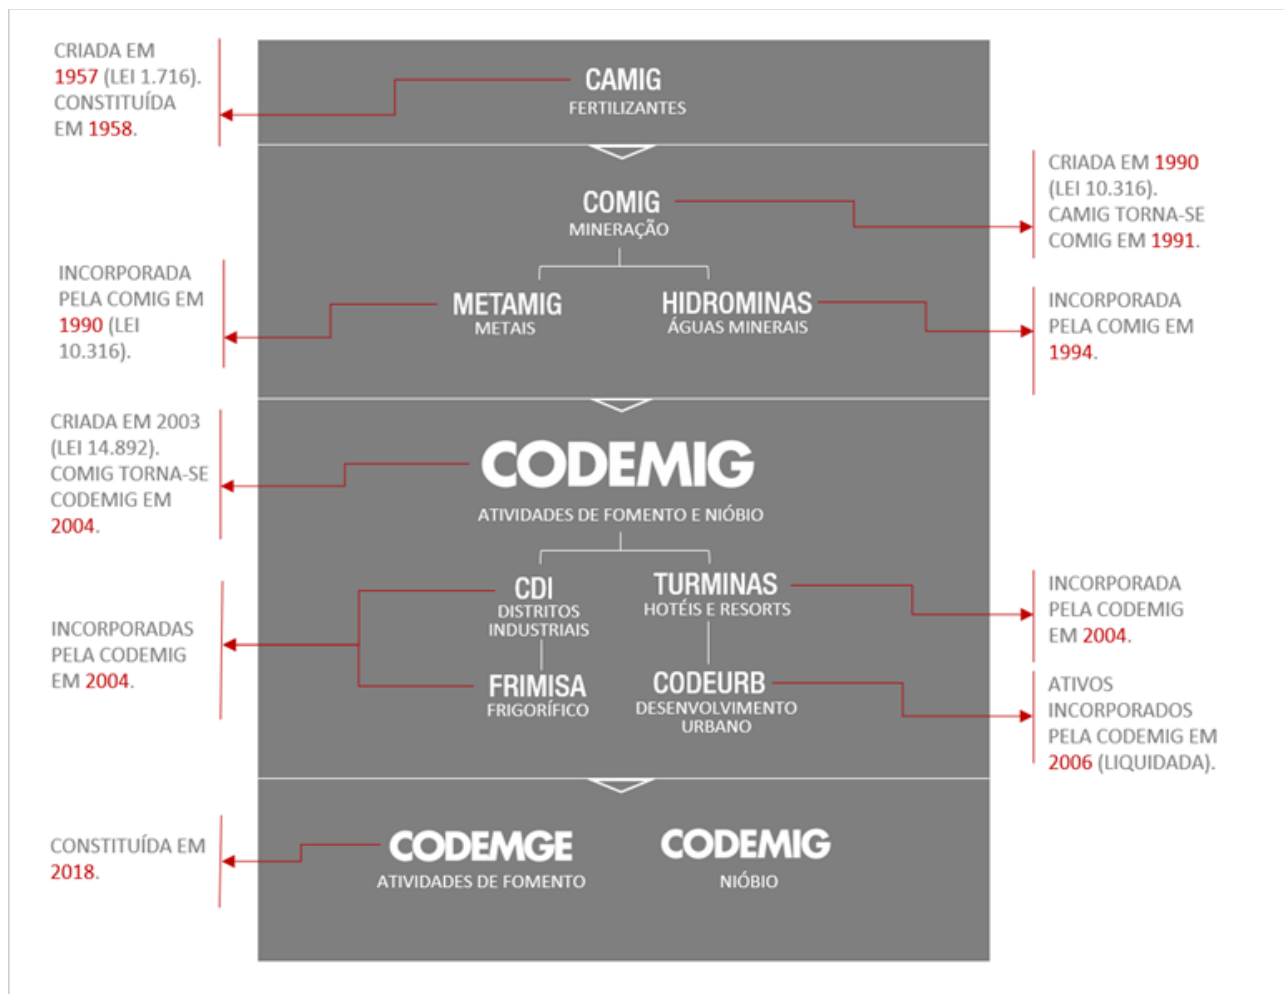 CRIADA EM
1957 (LEI 1.716).
CONSTITUÍDA
EM 1958.
CAMIG
FERTILIZANTES
COMIG
MINERAÇÃO
CRIADA EM 1990
(LEI 10.316).
CAMIG TORNA-SE
COMIG EM 1991.
INCORPORADA
PELA COMIG EM
1990 (LEI
10.316).
METAMIG
METAIS
HIDROMINAS
ÁGUAS MINERAIS
INCORPORADA
PELA COMIG EM
1994.
CRIADA EM 2003
(LEI 14.892).
COMIG TORNA-SE
CODEMIG EM
2004.
CODEMIG
ATIVIDADES DE FOMENTO E NIÓBIO
INCORPORADAS
PELA CODEMIG
EM 2004.
CDI
DISTRITOS
INDUSTRIAIS
TURMINAS
HOTÉIS E RESORTS
INCORPORADA
PELA CODEMIG
EM 2004.
FRIMISA
FRIGORÍFICO
CODEURB
DESENVOLVIMENTO
URBANO
ATIVOS
INCORPORADOS
PELA CODEMIG EM
2006 (LIQUIDADA).
CONSTITUÍDA EM
2018.
CODEMGE
ATIVIDADES DE FOMENTO
CODEMIG
NIÓBIO